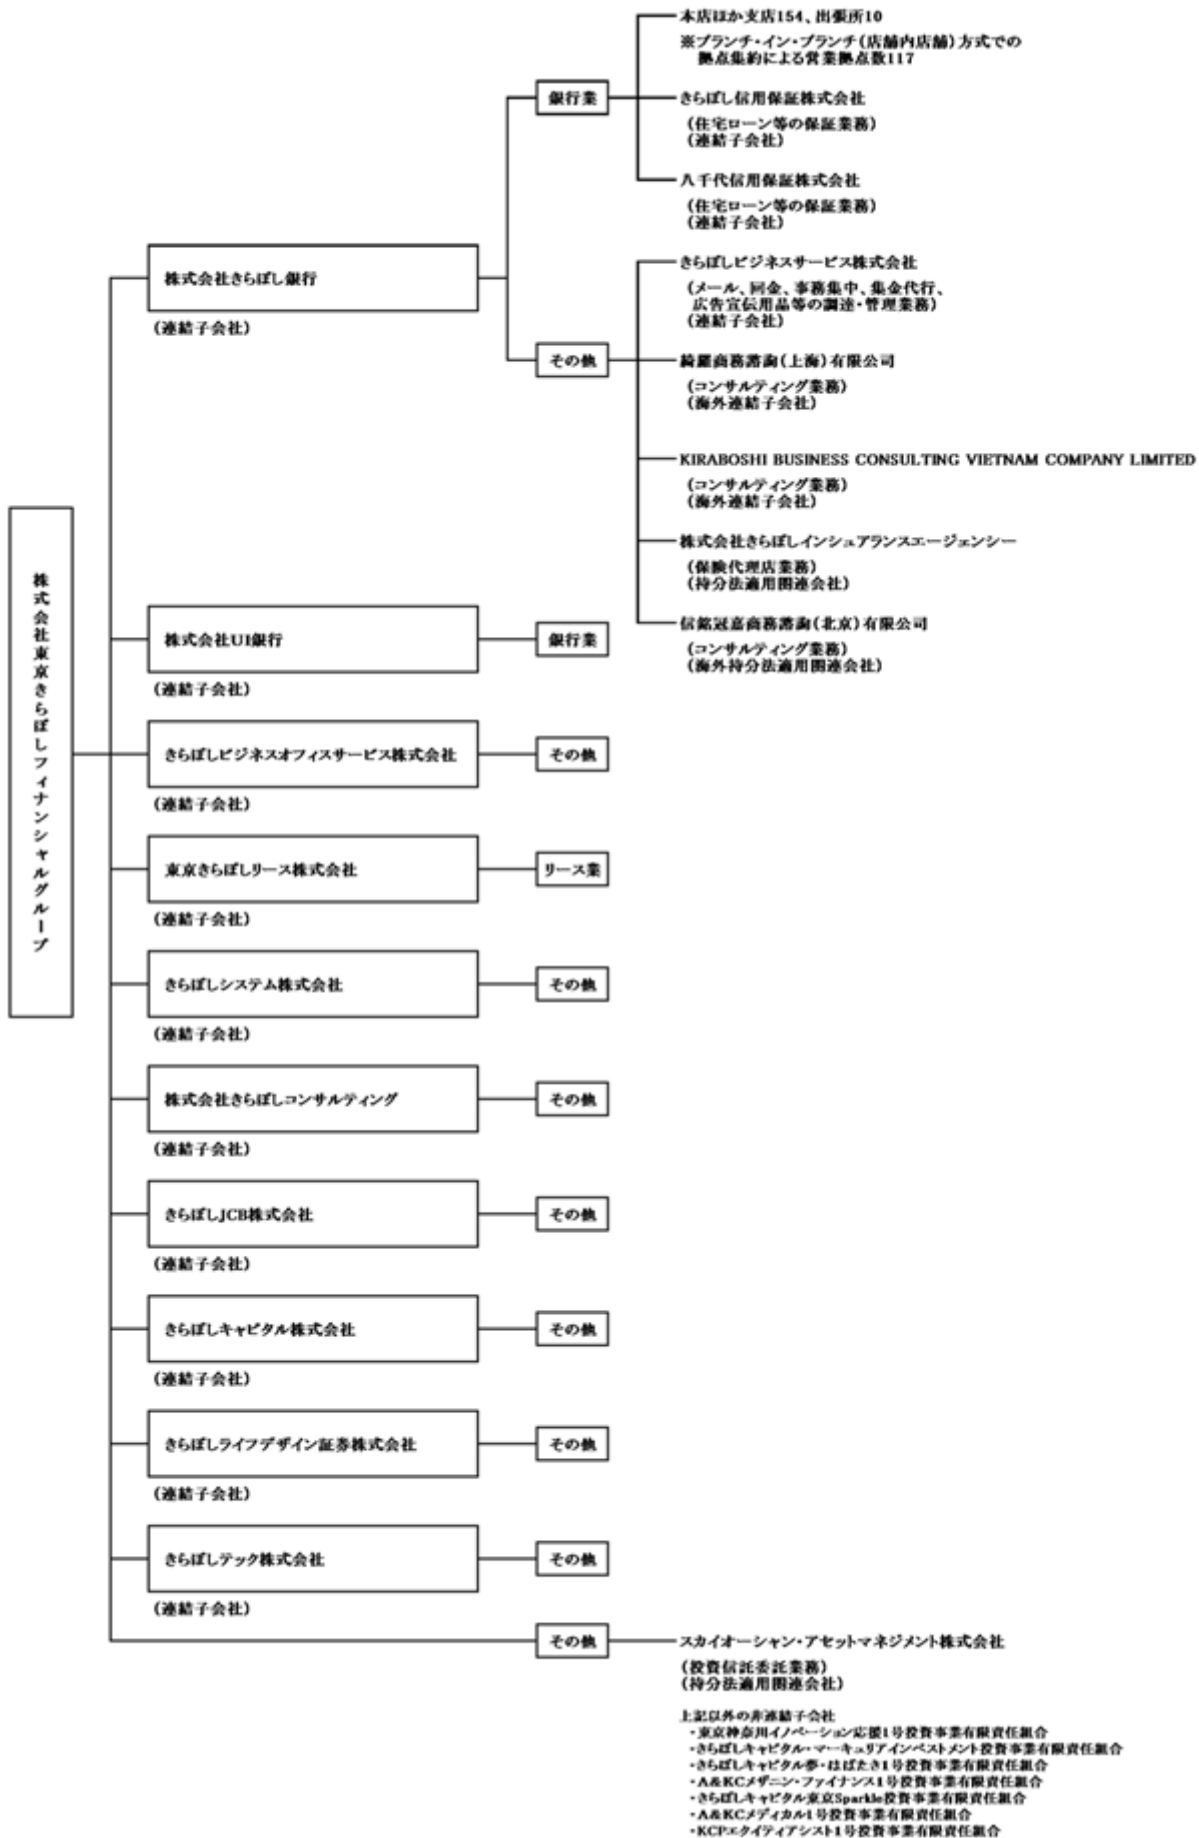 株式会社東京きらぼしフィナンシャルグループ
株式会社きらぼし銀行
(連結子会社)
銀行業
本店ほか支店154、出張所10
※ブランチ・イン・ブランチ(店舗内店舗)方式での
拠点集約による営業拠点数117
きらぼし信用保証株式会社
(住宅ローン等の保証業務)
(連結子会社)
八千代信用保証株式会社
(住宅ローン等の保証業務)
(連結子会社)
その他
きらぼしビジネスサービス株式会社
(メール、回金、事務集中、集金代行、
広告宣伝用品等の調達・管理業務)
(連結子会社)
綺羅商務諮詢(上海)有限公司
(コンサルティング業務)
(海外連結子会社)
KIRABOSHI BUSINESS CONSULTING VIETNAM COMPANY LIMITED
(コンサルティング業務)
(海外連結子会社)
株式会社きらぼしインシュアランスエージェンシー
(保険代理店業務)
(持分法適用関連会社)
信銘冠嘉商務諮詢(北京)有限公司
(コンサルティング業務)
(海外持分法適用関連会社)
株式会社UI銀行
(連結子会社)
銀行業
きらぼしビジネスオフィスサービス株式会社
(連結子会社)
その他
東京きらぼしリース株式会社
(連結子会社)
リース業
きらぼしシステム株式会社
(連結子会社)
その他
株式会社きらぼしコンサルティング
(連結子会社)
その他
きらぼしJCB株式会社
(連結子会社)
その他
きらぼしキャピタル株式会社
(連結子会社)
その他
きらぼしライフデザイン証券株式会社
(連結子会社)
その他
きらぼしテック株式会社
(連結子会社)
その他
その他
スカイオーシャン・アセットマネジメント株式会社
(投資信託委託業務)
(持分法適用関連会社)
上記以外の非連結子会社
・東京神奈川イノベーション応援1号投資事業有限責任組合
・きらぼしキャピタル・マーキュリアインベストメント投資事業有限責任組合
・きらぼしキャピタル夢・はばたき1号投資事業有限責任組合
・A&KCメザニン・ファイナンス1号投資事業有限責任組合
・きらぼしキャピタル東京Sparkle投資事業有限責任組合
・A&KCメディカル1号投資事業有限責任組合
・KCPエクイティアシスト1号投資事業有限責任組合